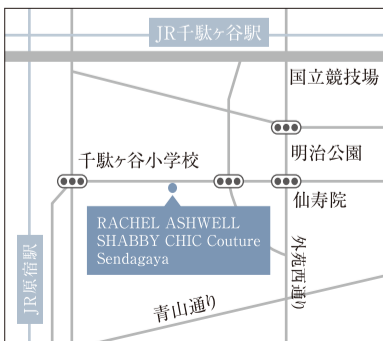 JR千駄ヶ谷駅
国立競技場
明治公園
千駄ヶ谷小学校
仙寿院
RACHEL ASHWELL
SHABBY CHIC Couture
Sendagaya
JR原宿駅
外苑西通り
青山通り